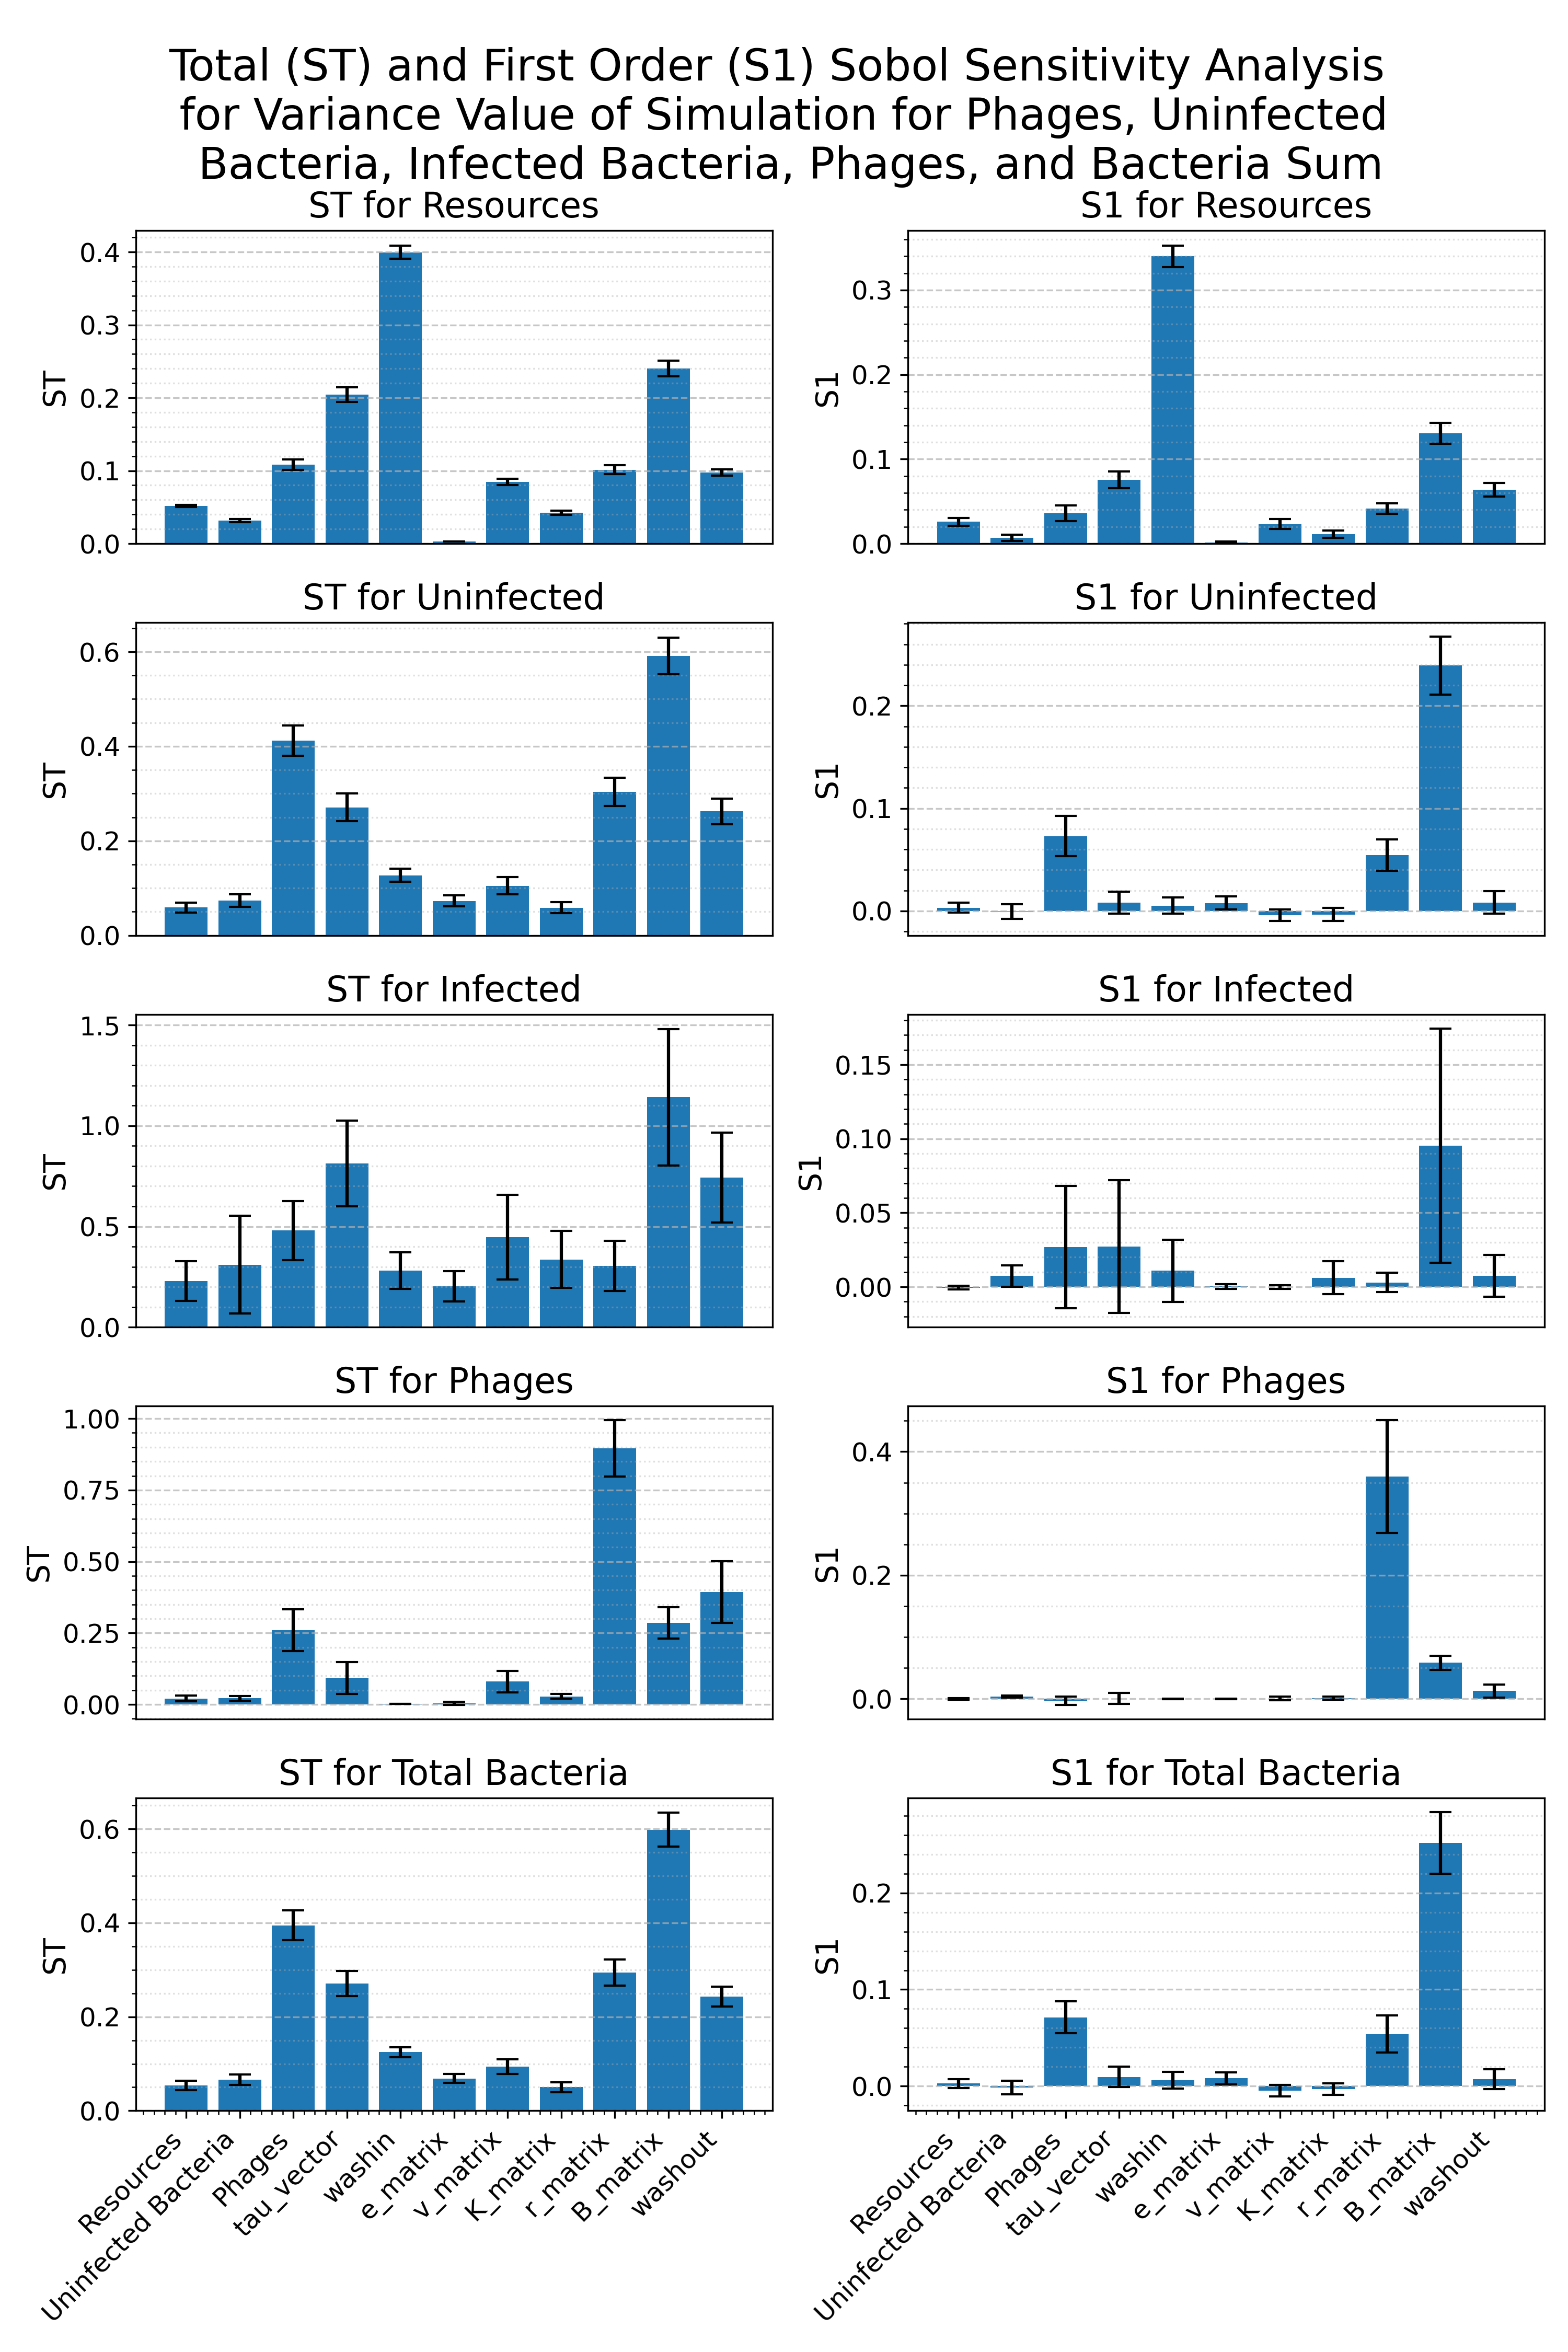 Total (ST) and First Order (S1) Sobol Sensitivity Analysis
for Variance Value of Simulation for Phages, Uninfected
Bacteria, Infected Bacteria, Phages, and Bacteria Sum
ST for Resources
ST
0.4
0.3
0.2
0.1
0.0
S1 for Resources
S1
0.3
0.2
0.1
0.0
ST for Uninfected
ST
0.6
0.4
0.2
0.0
S1 for Uninfected
S1
0.2
0.1
0.0
ST for Infected
ST
1.5
1.0
0.5
0.0
S1 for Infected
S1
0.15
0.10
0.05
0.00
ST for Phages
ST
1.00
0.75
0.50
0.25
0.00
S1 for Phages
S1
0.4
0.2
0.0
ST for Total Bacteria
ST
0.6
0.4
0.2
0.0
Resources
Uninfected Bacteria
Phages
tau_vector
washin
e_matrix
v_matrix
K_matrix
r_matrix
B_matrix
washout
S1 for Total Bacteria
S1
0.2
0.1
0.0
Resources
Uninfected Bacteria
Phages
tau_vector
washin
e_matrix
v_matrix
K_matrix
r_matrix
B_matrix
washout